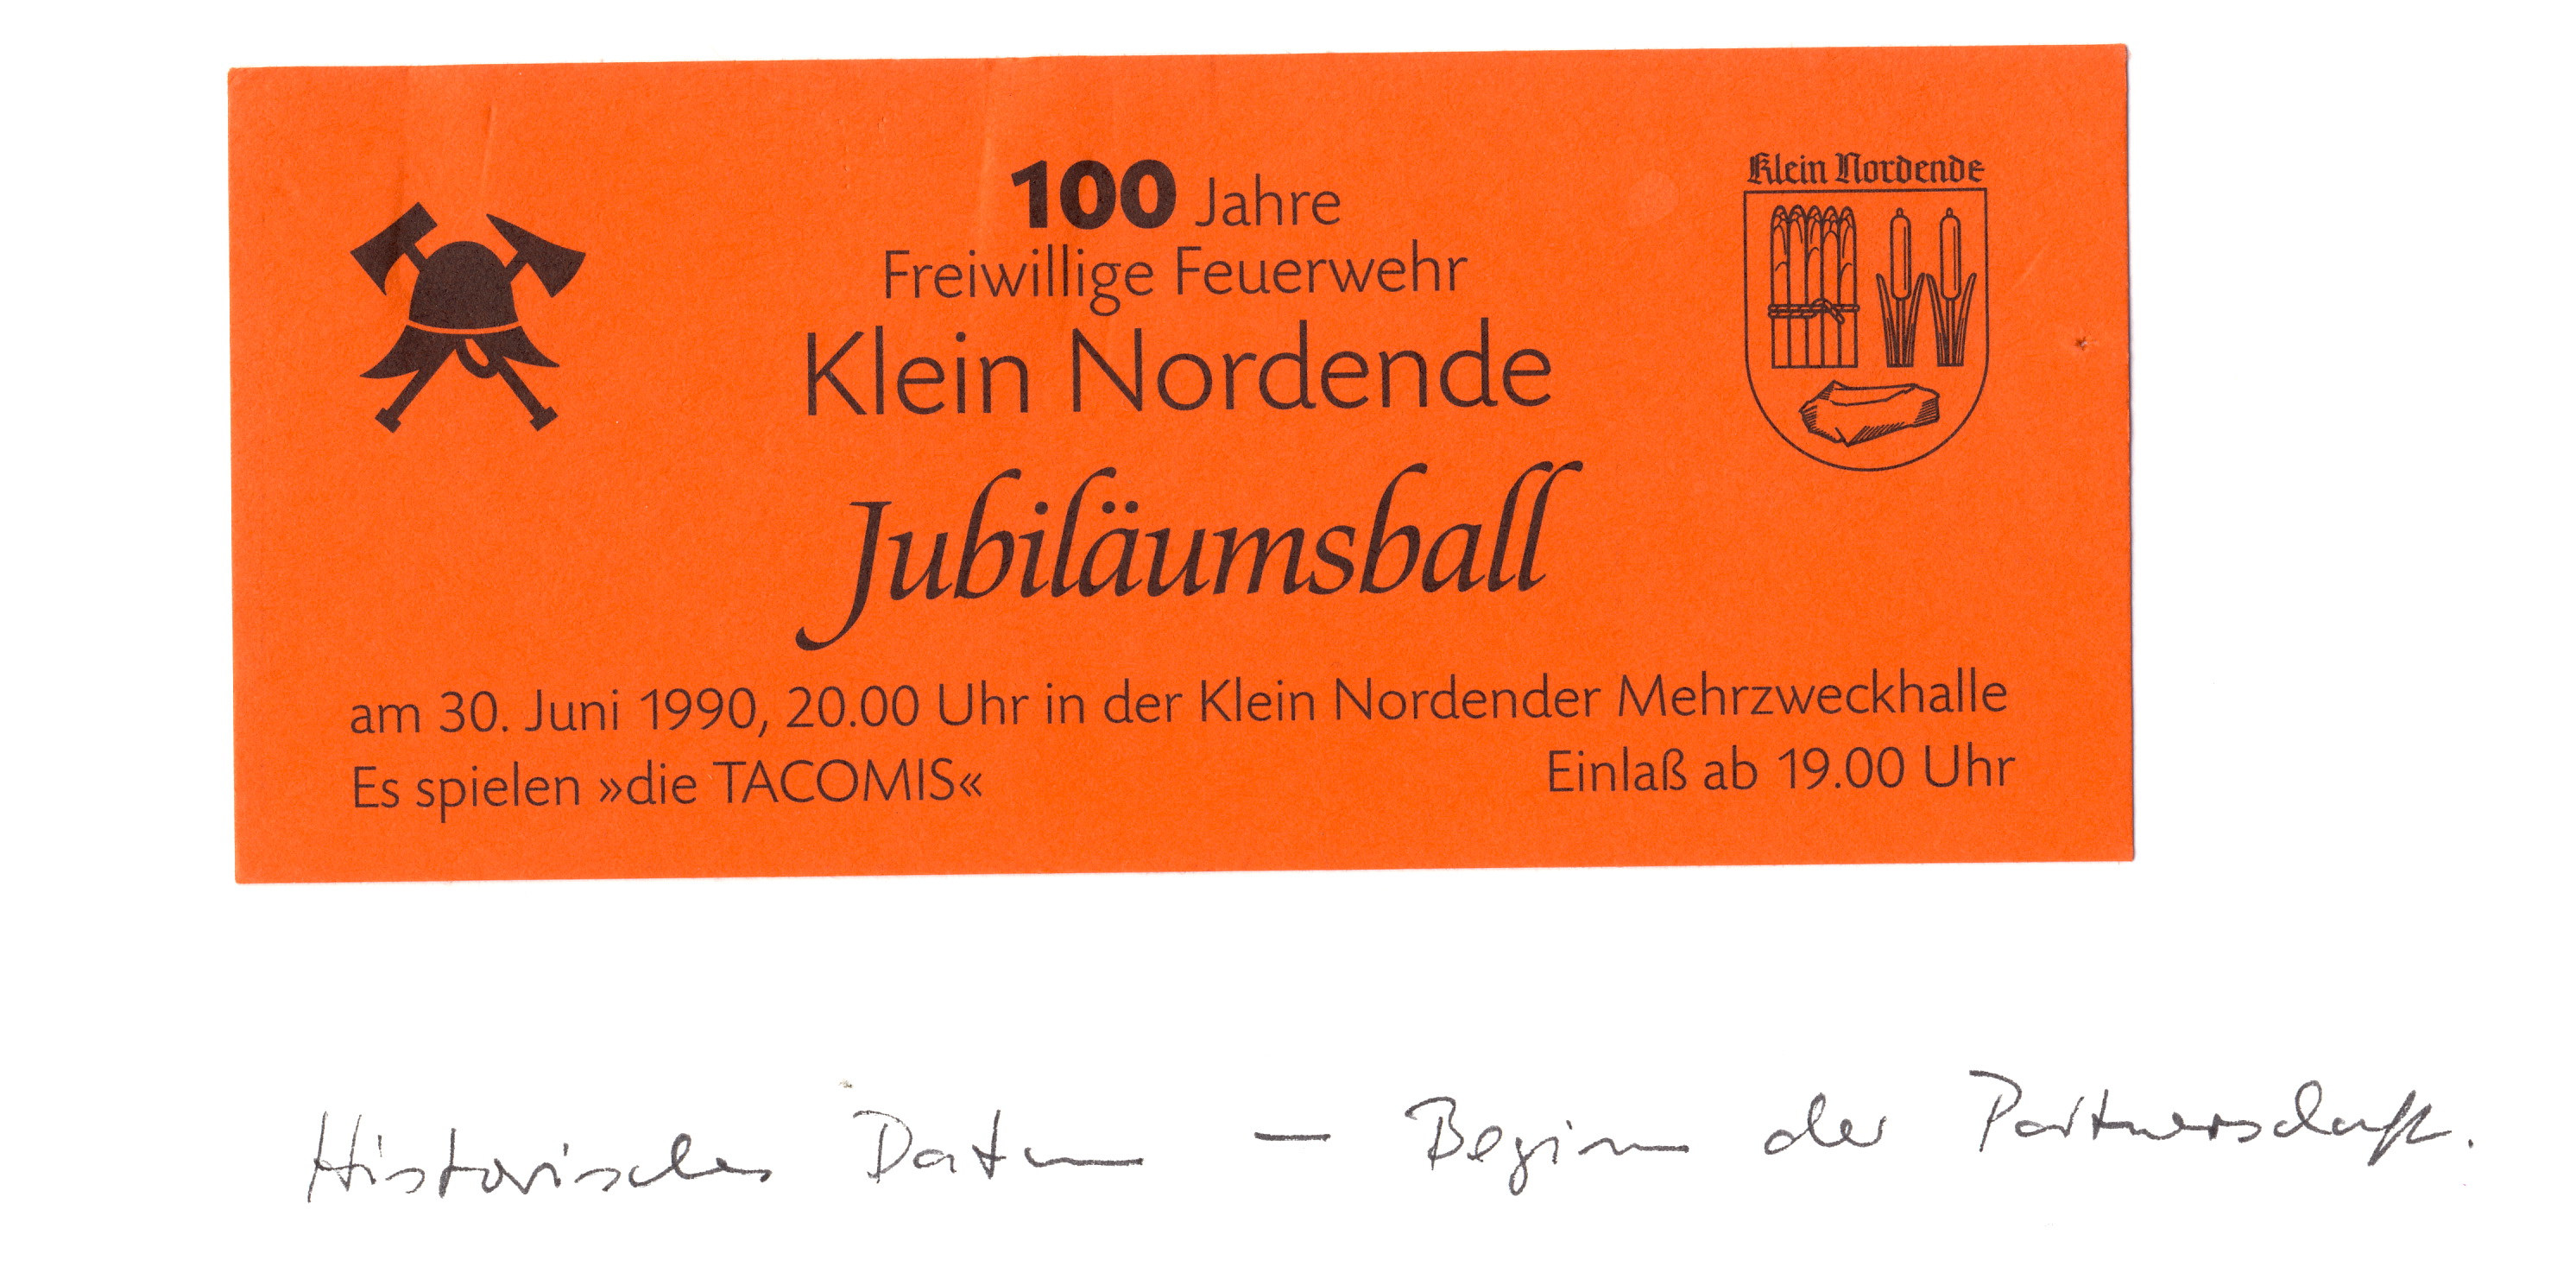 100 Jahre
Freiwillige Feuerwehr
Klein Nordende
Klein Nordende
Jubiläumsball
am 30. Juni 1990, 20.00 Uhr in der Klein Nordender Mehrzweckhalle
Es spielen »die TACOMIS« Einlaß ab 19.00 Uhr
Historisches Datum – Beginn der Partnerschaft.